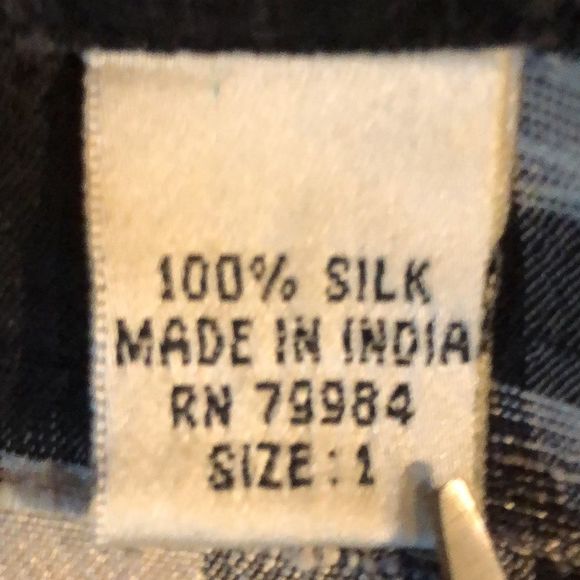 100% SILK
MADE IN INDIA
RN 79984
SIZE: 1